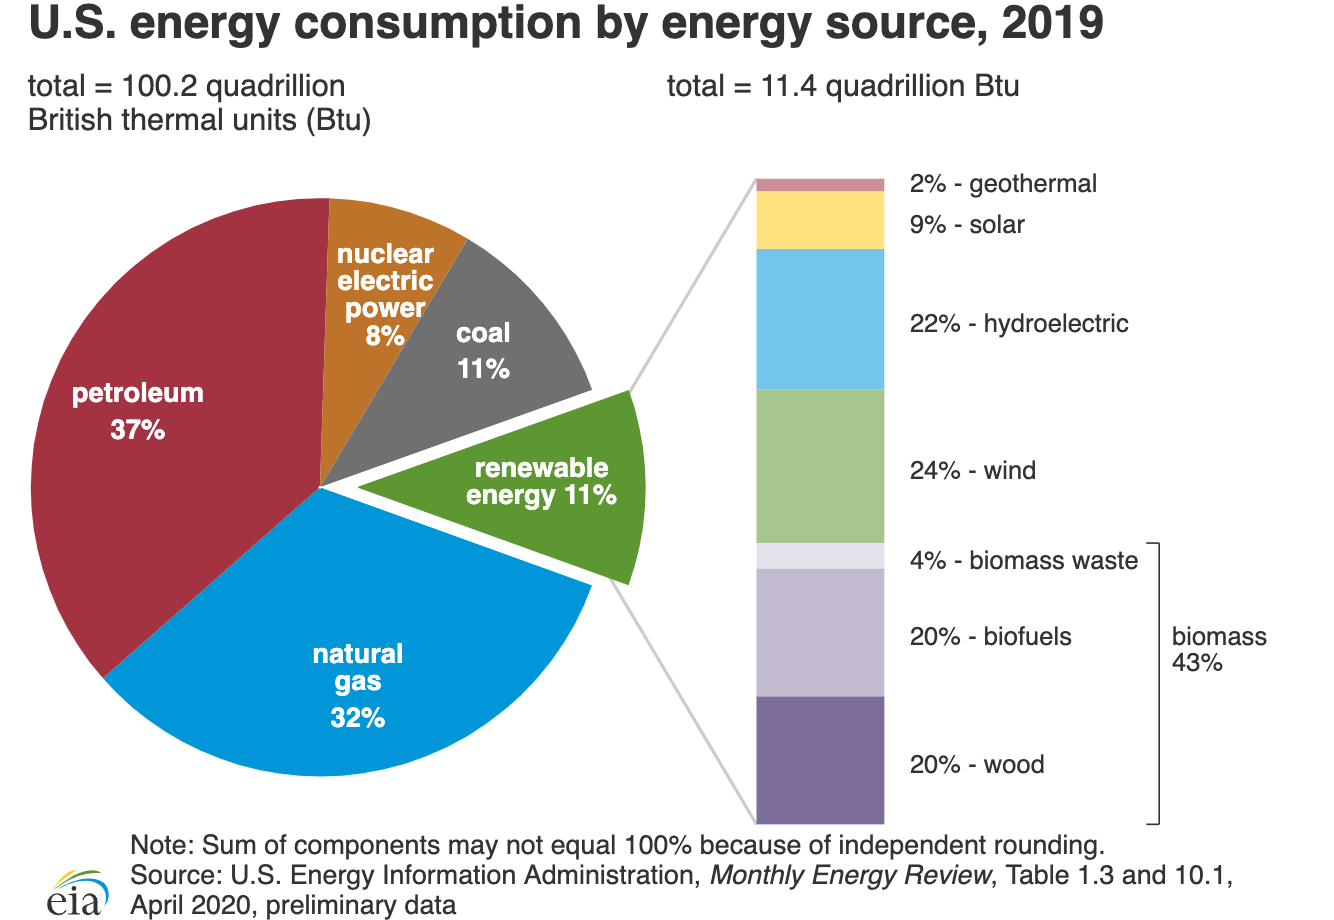 U.S. energy consumption by energy source, 2019
total = 100.2 quadrillion
British thermal units (Btu)
total = 11.4 quadrillion Btu
nuclear
electric
power
8%
coal
11%
petroleum
37%
renewable
energy 11%
natural
gas
32%
2% - geothermal
9% - solar
22% - hydroelectric
24% - wind
4% - biomass waste
20% - biofuels
20% - wood
biomass
43%
Note: Sum of components may not equal 100% because of independent rounding.
Source: U.S. Energy Information Administration, Monthly Energy Review, Table 1.3 and 10.1,
April 2020, preliminary data
eia